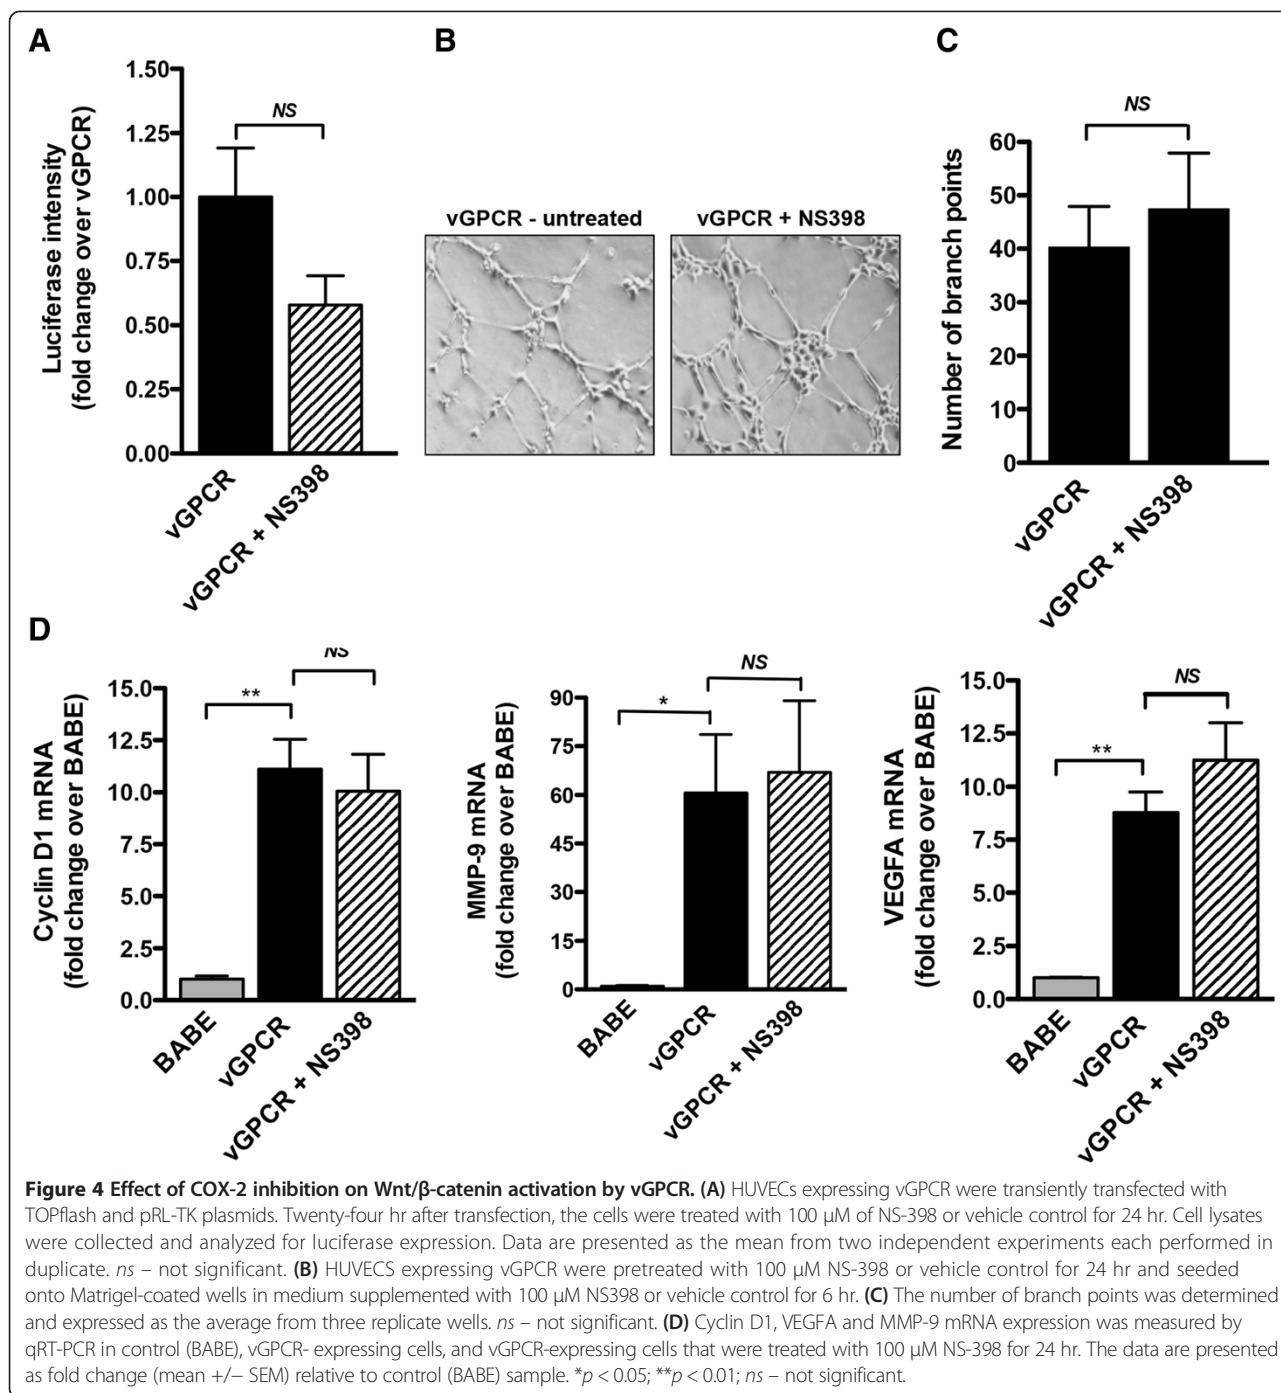 A
1.50
1.25
1.00
0.75
0.50
0.25
0.00
Luciferase intensity
(fold change over vGPCR)
NS
vGPCR
vGPCR + NS398
B
vGPCR - untreated
vGPCR + NS398
C
60
50
40
30
20
10
0
Number of branch points
NS
vGPCR
vGPCR + NS398
D
15.0
12.5
10.0
7.5
5.0
2.5
0.0
Cyclin D1 mRNA
(fold change over BABE)
**
NS
BABE
vGPCR
vGPCR + NS398
90
75
60
45
30
15
0
MMP-9 mRNA
(fold change over BABE)
*
NS
BABE
vGPCR
vGPCR + NS398
15.0
12.5
10.0
7.5
5.0
2.5
0.0
VEGFA mRNA
(fold change over BABE)
**
NS
BABE
vGPCR
vGPCR + NS398
Figure 4 Effect of COX-2 inhibition on Wnt/β-catenin activation by vGPCR. (A) HUVECs expressing vGPCR were transiently transfected with
TOPflash and pRL-TK plasmids. Twenty-four hr after transfection, the cells were treated with 100 μM of NS-398 or vehicle control for 24 hr. Cell lysates
were collected and analyzed for luciferase expression. Data are presented as the mean from two independent experiments each performed in
duplicate. ns – not significant. (B) HUVECS expressing vGPCR were pretreated with 100 μM NS-398 or vehicle control for 24 hr and seeded
onto Matrigel-coated wells in medium supplemented with 100 μM NS398 or vehicle control for 6 hr. (C) The number of branch points was determined
and expressed as the average from three replicate wells. ns – not significant. (D) Cyclin D1, VEGFA and MMP-9 mRNA expression was measured by
qRT-PCR in control (BABE), vGPCR- expressing cells, and vGPCR-expressing cells that were treated with 100 μM NS-398 for 24 hr. The data are presented
as fold change (mean +/− SEM) relative to control (BABE) sample. *p < 0.05; **p < 0.01; ns – not significant.